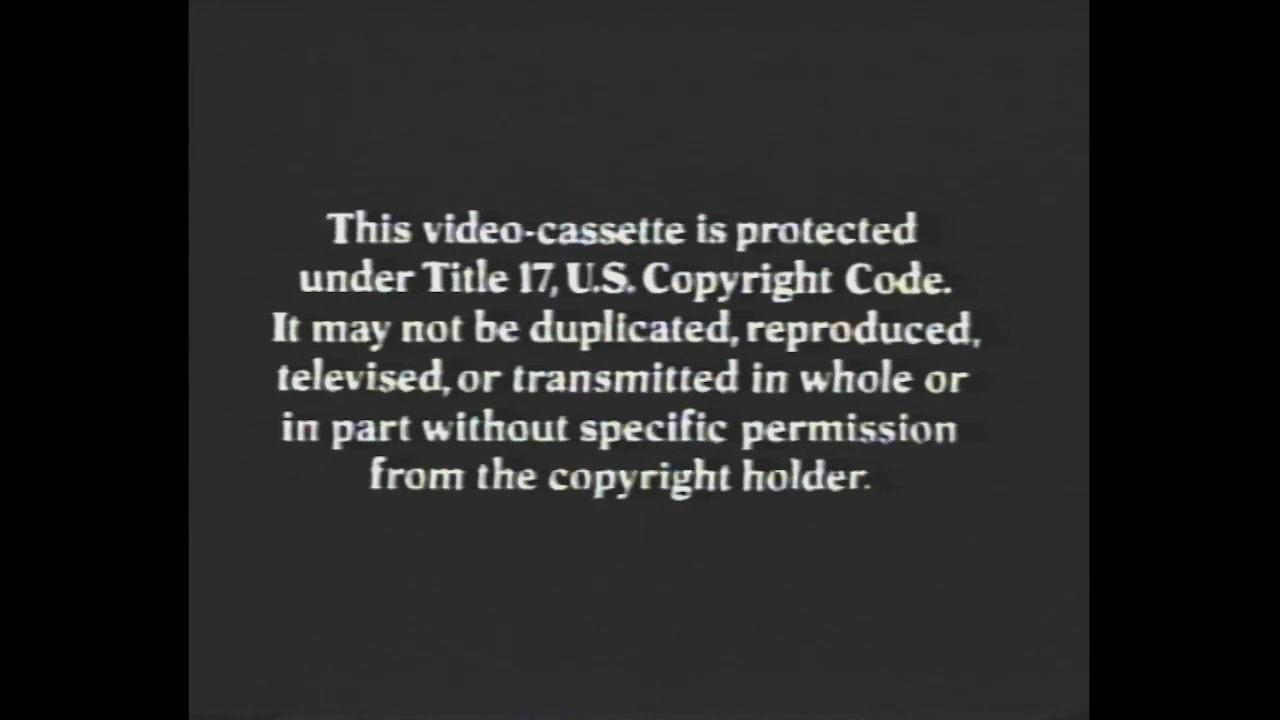 This video-cassette is protected
under Title 17, U.S. Copyright Code.
It may not be duplicated, reproduced,
televised, or transmitted in whole or
in part without specific permission
from the copyright holder.